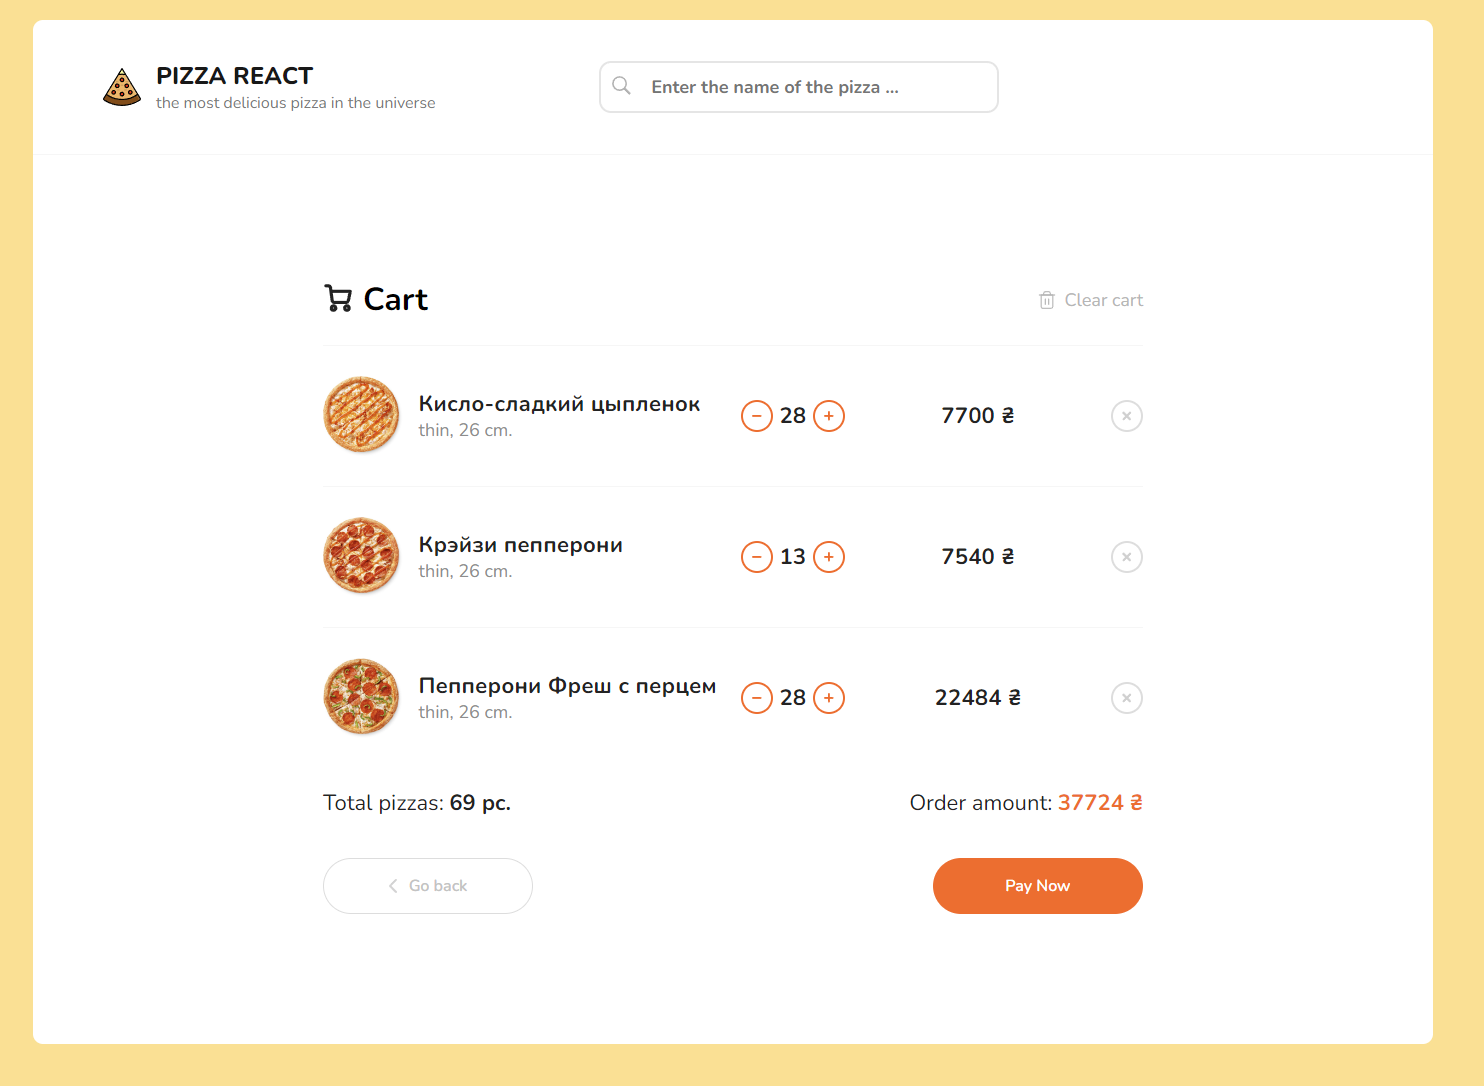 PIZZA REACT
the most delicious pizza in the universe
Enter the name of the pizza ...
Cart
Clear cart
Кисло-сладкий цыпленок
thin, 26 cm.
28
7700 ₴
Крэйзи пепперони
thin, 26 cm.
13
7540 ₴
Пепперони Фреш с перцем
thin, 26 cm.
28
22484 ₴
Total pizzas: 69 pc.
Order amount: 37724 ₴
Go back
Pay Now